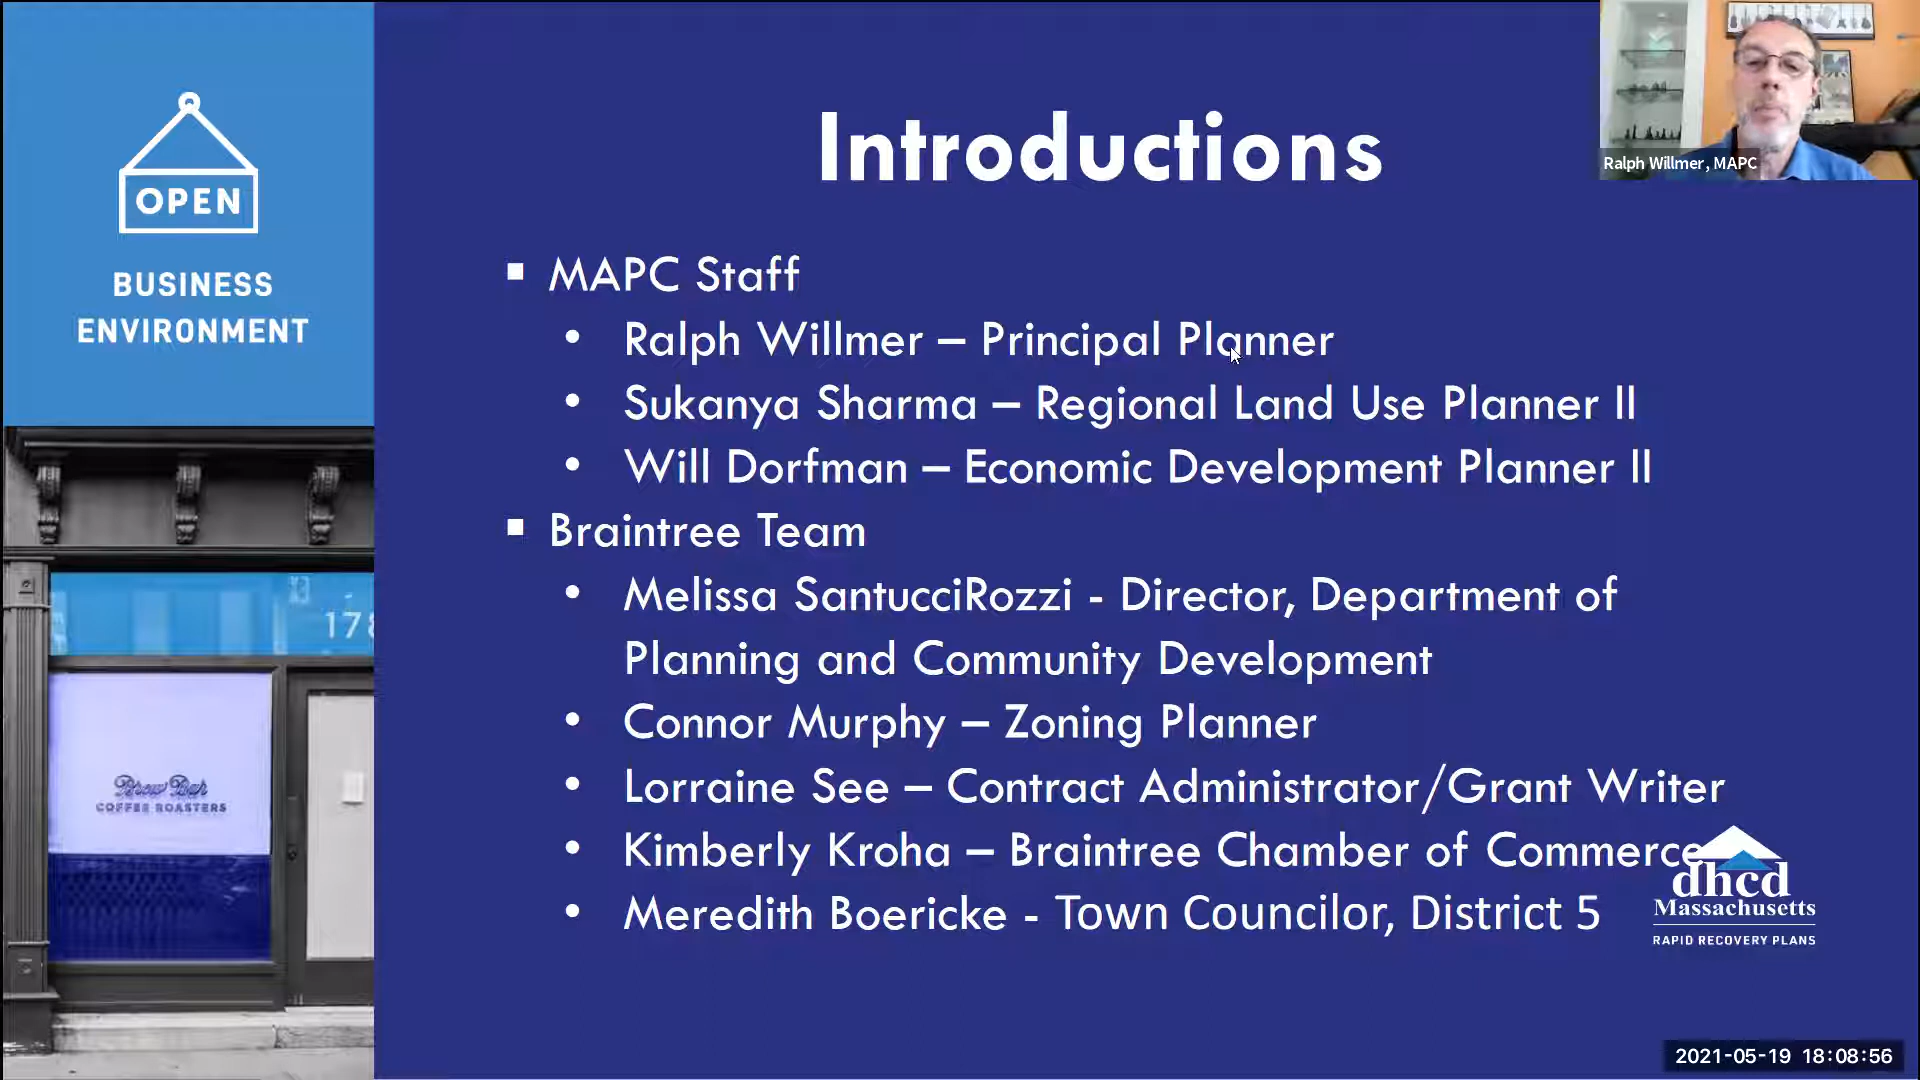 OPEN
BUSINESS
ENVIRONMENT
178
Brew Bar
COFFEE ROASTERS
Introductions
Ralph Willmer, MAPC
▪ MAPC Staff
• Ralph Willmer – Principal Planner
• Sukanya Sharma – Regional Land Use Planner II
• Will Dorfman – Economic Development Planner II
▪ Braintree Team
• Melissa SantucciRozzi - Director, Department of
Planning and Community Development
• Connor Murphy – Zoning Planner
• Lorraine See – Contract Administrator/Grant Writer
• Kimberly Kroha – Braintree Chamber of Commerce
• Meredith Boericke - Town Councilor, District 5
dhcd
Massachusetts
RAPID RECOVERY PLANS
2021-05-19 18:08:56